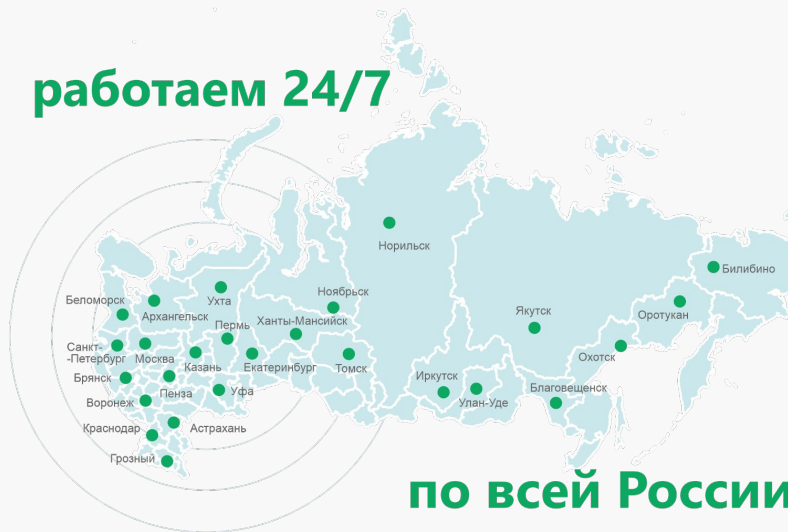 работаем 24/7
Норильск
Билибино
Беломорск
Архангельск
Ухта
Ноябрьск
Ханты-Мансийск
Пермь
Якутск
Оротукан
Санкт-
-Петербург
Москва
Казань
Екатеринбург
Томск
Охотск
Брянск
Пенза
Уфа
Иркутск
Улан-Уде
Благовещенск
Воронеж
Краснодар
Астрахань
Грозный
по всей России